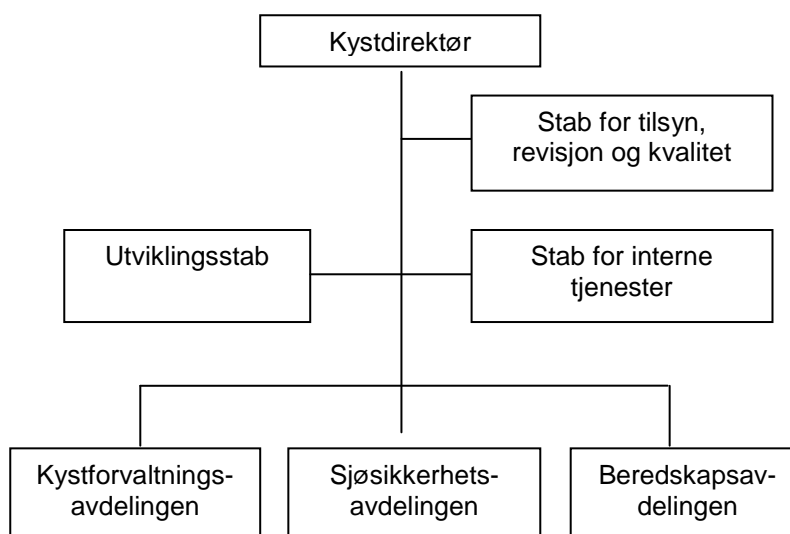 Kystdirektør
Stab for tilsyn,
revisjon og kvalitet
Utviklingsstab
Stab for interne
tjenester
Kystforvaltnings-
avdelingen
Sjøsikkerhets-
avdelingen
Beredskapsav-
delingen